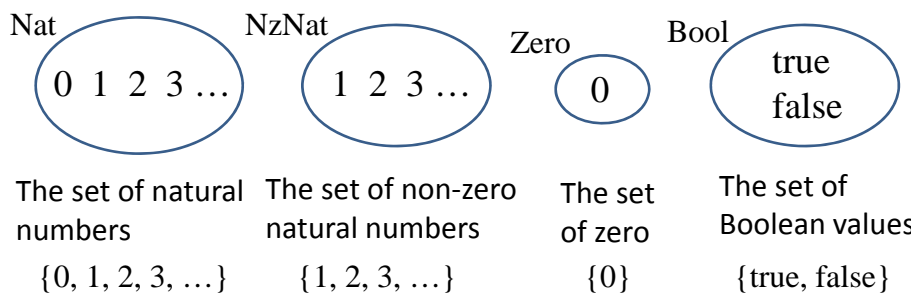 Nat
NzNat
Zero
Bool
0 1 2 3 …
1 2 3 …
0
true
false
The set of natural
numbers
{0, 1, 2, 3, …}
The set of non-zero
natural numbers
{1, 2, 3, …}
The set
of zero
{0}
The set of
Boolean values
{true, false}